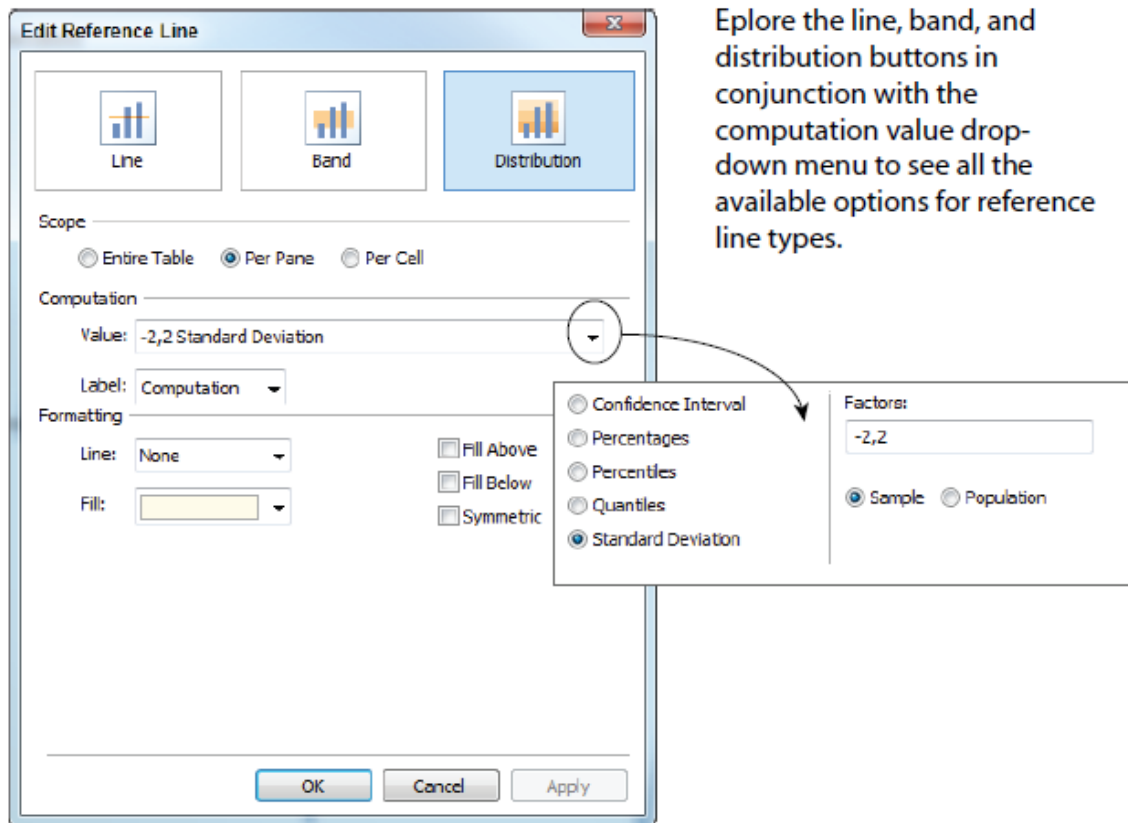 Edit Reference Line
Eplore the line, band, and
distribution buttons in
conjunction with the
computation value drop-
down menu to see all the
available options for reference
line types.
Line
Band
Distribution
Scope
Entire Table
Per Pane
Per Cell
Computation
Value: -2,2 Standard Deviation
Label: Computation
Formatting
Line: None
Fill:
Fill Above
Fill Below
Symmetric
Confidence Interval
Percentages
Percentiles
Quantiles
Standard Deviation
Factors:
-2,2
Sample
Population
OK
Cancel
Apply